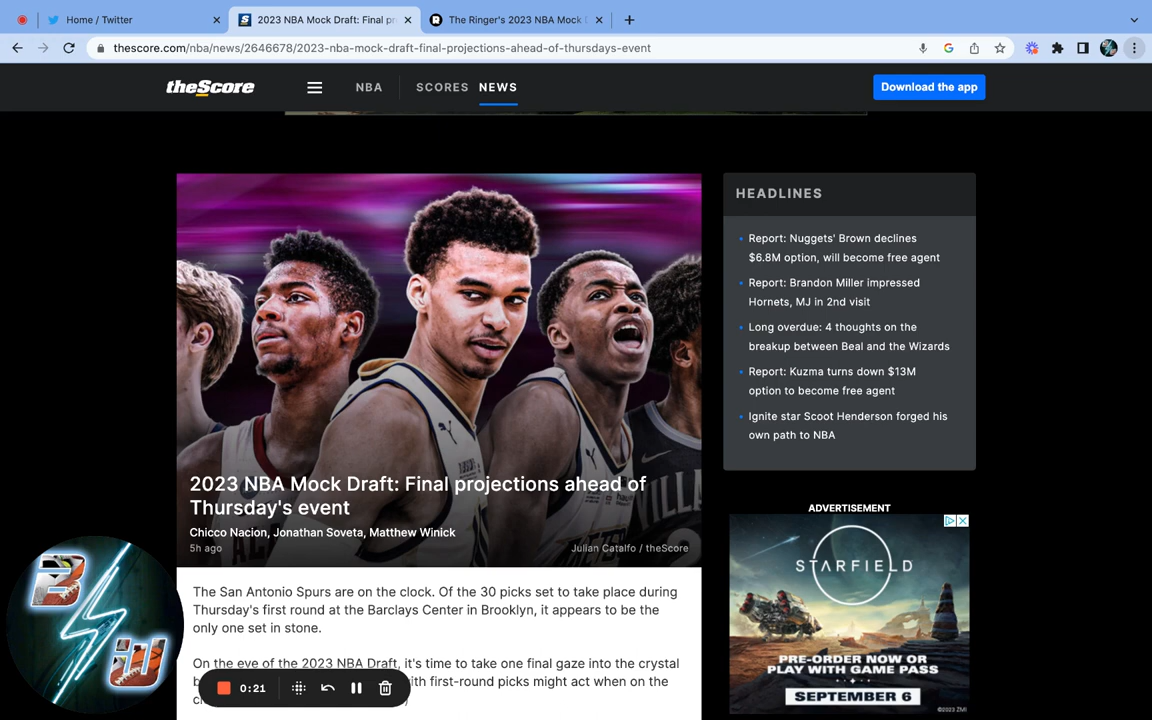 Home / Twitter
2023 NBA Mock Draft: Final pr
The Ringer's 2023 NBA Mock
thescore.com/nba/news/2646678/2023-nba-mock-draft-final-projections-ahead-of-thursdays-event
theScore
NBA
SCORES
NEWS
Download the app
2023 NBA Mock Draft: Final projections ahead of
Thursday's event
Chicco Nacion, Jonathan Soveta, Matthew Winick
5h ago
Julian Catalfo / theScore
The San Antonio Spurs are on the clock. Of the 30 picks set to take place during
Thursday's first round at the Barclays Center in Brooklyn, it appears to be the
only one set in stone.
On the eve of the 2023 NBA Draft, it's time to take one final gaze into the crystal
with first-round picks might act when on the
0:21
HEADLINES
Report: Nuggets' Brown declines
$6.8M option, will become free agent
Report: Brandon Miller impressed
Hornets, MJ in 2nd visit
Long overdue: 4 thoughts on the
breakup between Beal and the Wizards
Report: Kuzma turns down $13M
option to become free agent
Ignite star Scoot Henderson forged his
own path to NBA
ADVERTISEMENT
STARFIELD
PRE-ORDER NOW OR
PLAY WITH GAME PASS
SEPTEMBER 6
©2023 ZMI